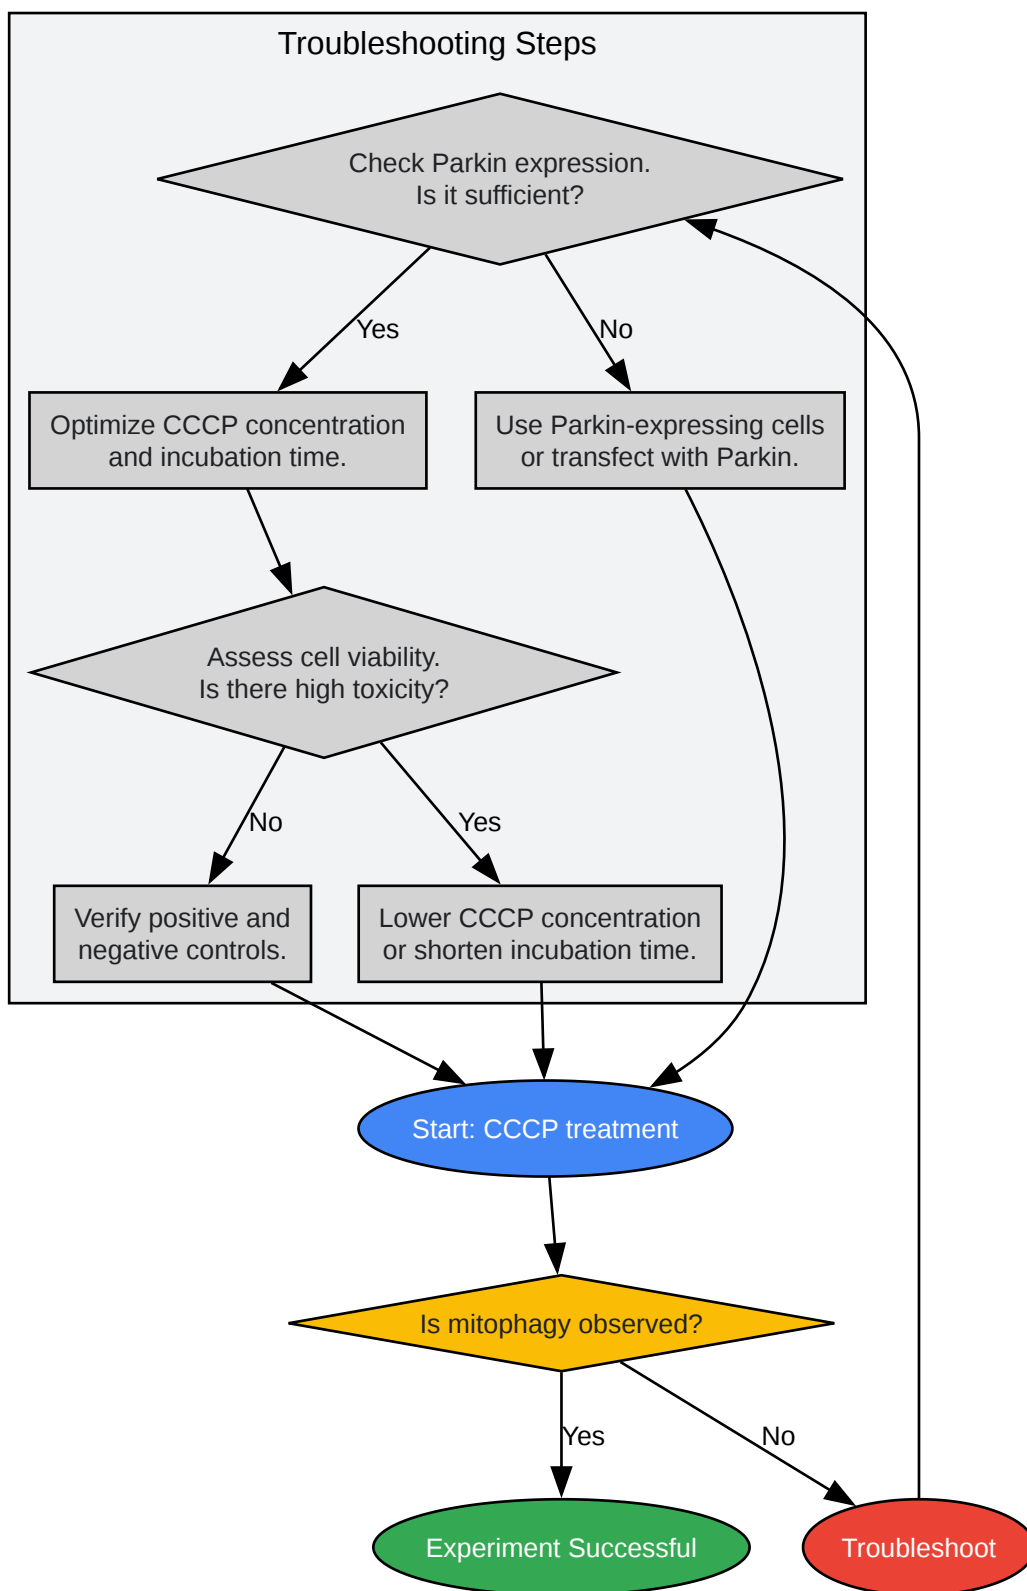 Troubleshooting Steps
Check Parkin expression.
Is it sufficient?
Yes
No
Optimize CCCP concentration
and incubation time.
Use Parkin-expressing cells
or transfect with Parkin.
Assess cell viability.
Is there high toxicity?
No
Yes
Verify positive and
negative controls.
Lower CCCP concentration
or shorten incubation time.
Start: CCCP treatment
Is mitophagy observed?
Yes
No
Experiment Successful
Troubleshoot